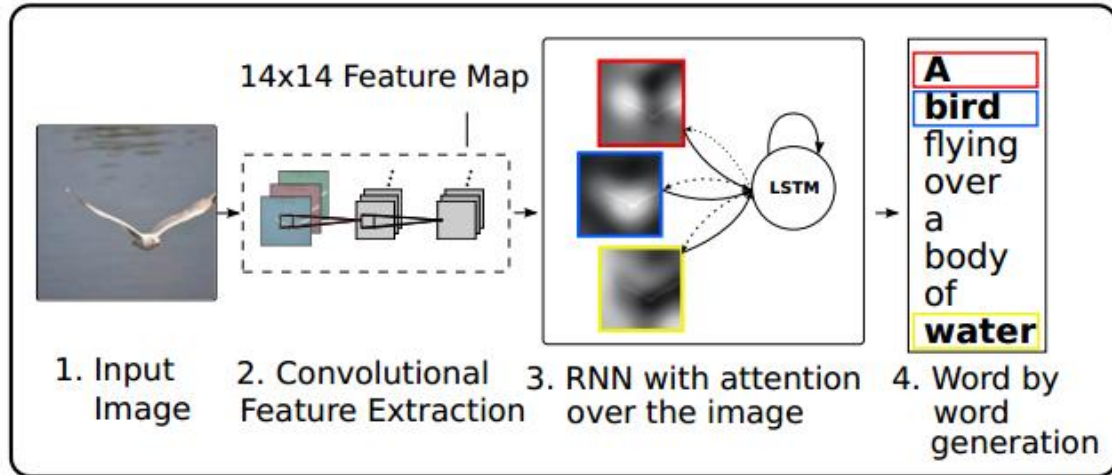 14x14 Feature Map
LSTM
A
bird
flying
over
a
body
of
water
1. Input
Image
2. Convolutional
Feature Extraction
3. RNN with attention
over the image
4. Word by
word
generation